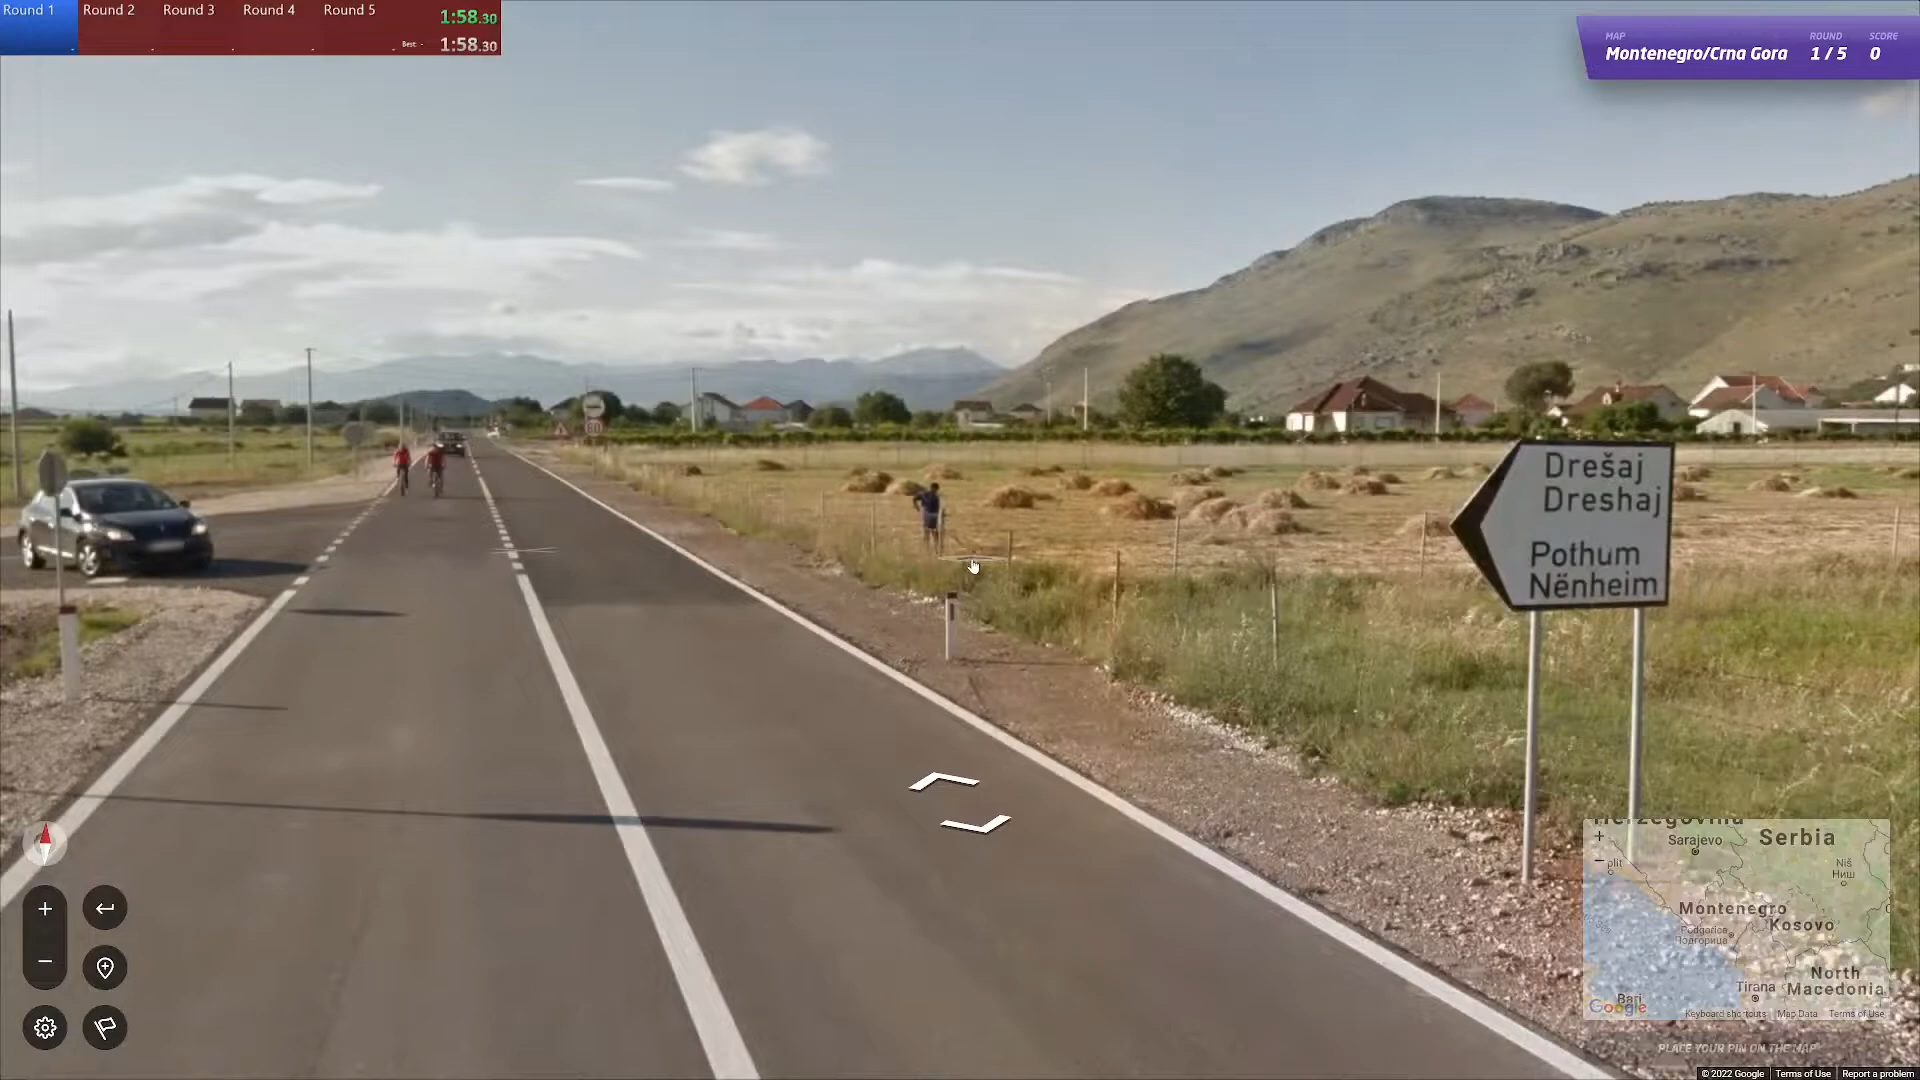 Round 1
Round 2
Round 3
Round 4
Round 5
1:58.30
Best: -
1:58.30
MAP
ROUND
SCORE
Montenegro/Crna Gora
1 / 5
0
80
Drešaj
Dreshaj
Pothum
Nënheim
Herzegovina
Sarajevo
Serbia
plit
Niš
Ниш
Montenegro
Kosovo
Podgorica
Подгорица
North
Macedonia
Tirana
Bari
Google
Keyboard shortcuts
Map Data
Terms of Use
PLACE YOUR PIN ON THE MAP
© 2022 Google
Terms of Use
Report a problem